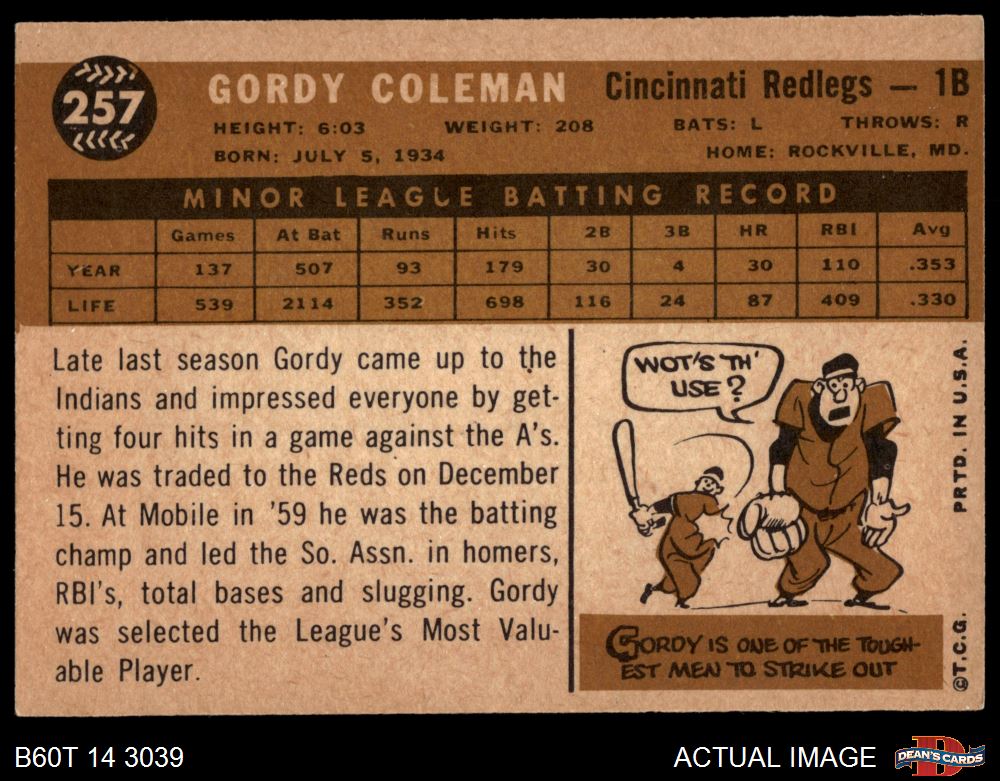 257
GORDY COLEMAN Cincinnati Redlegs — 1B
HEIGHT: 6:03 WEIGHT: 208 BATS: L THROWS: R
BORN: JULY 5, 1934 HOME: ROCKVILLE, MD.
MINOR LEAGUE BATTING RECORD
Games At Bat Runs Hits 2B 3B HR RBI Avg
YEAR 137 507 93 179 30 4 30 110 .353
LIFE 539 2114 352 698 116 24 87 409 .330
Late last season Gordy came up to the
Indians and impressed everyone by get-
ting four hits in a game against the A's.
He was traded to the Reds on December
15. At Mobile in '59 he was the batting
champ and led the So. Assn. in homers,
RBI's, total bases and slugging. Gordy
was selected the League's Most Valu-
able Player.
WOT'S TH'
USE?
GORDY IS ONE OF THE TOUGH-
EST MEN TO STRIKE OUT
PRTD. IN U.S.A.
©T.C.G.
B60T 14 3039
ACTUAL IMAGE
DEAN'S CARDS